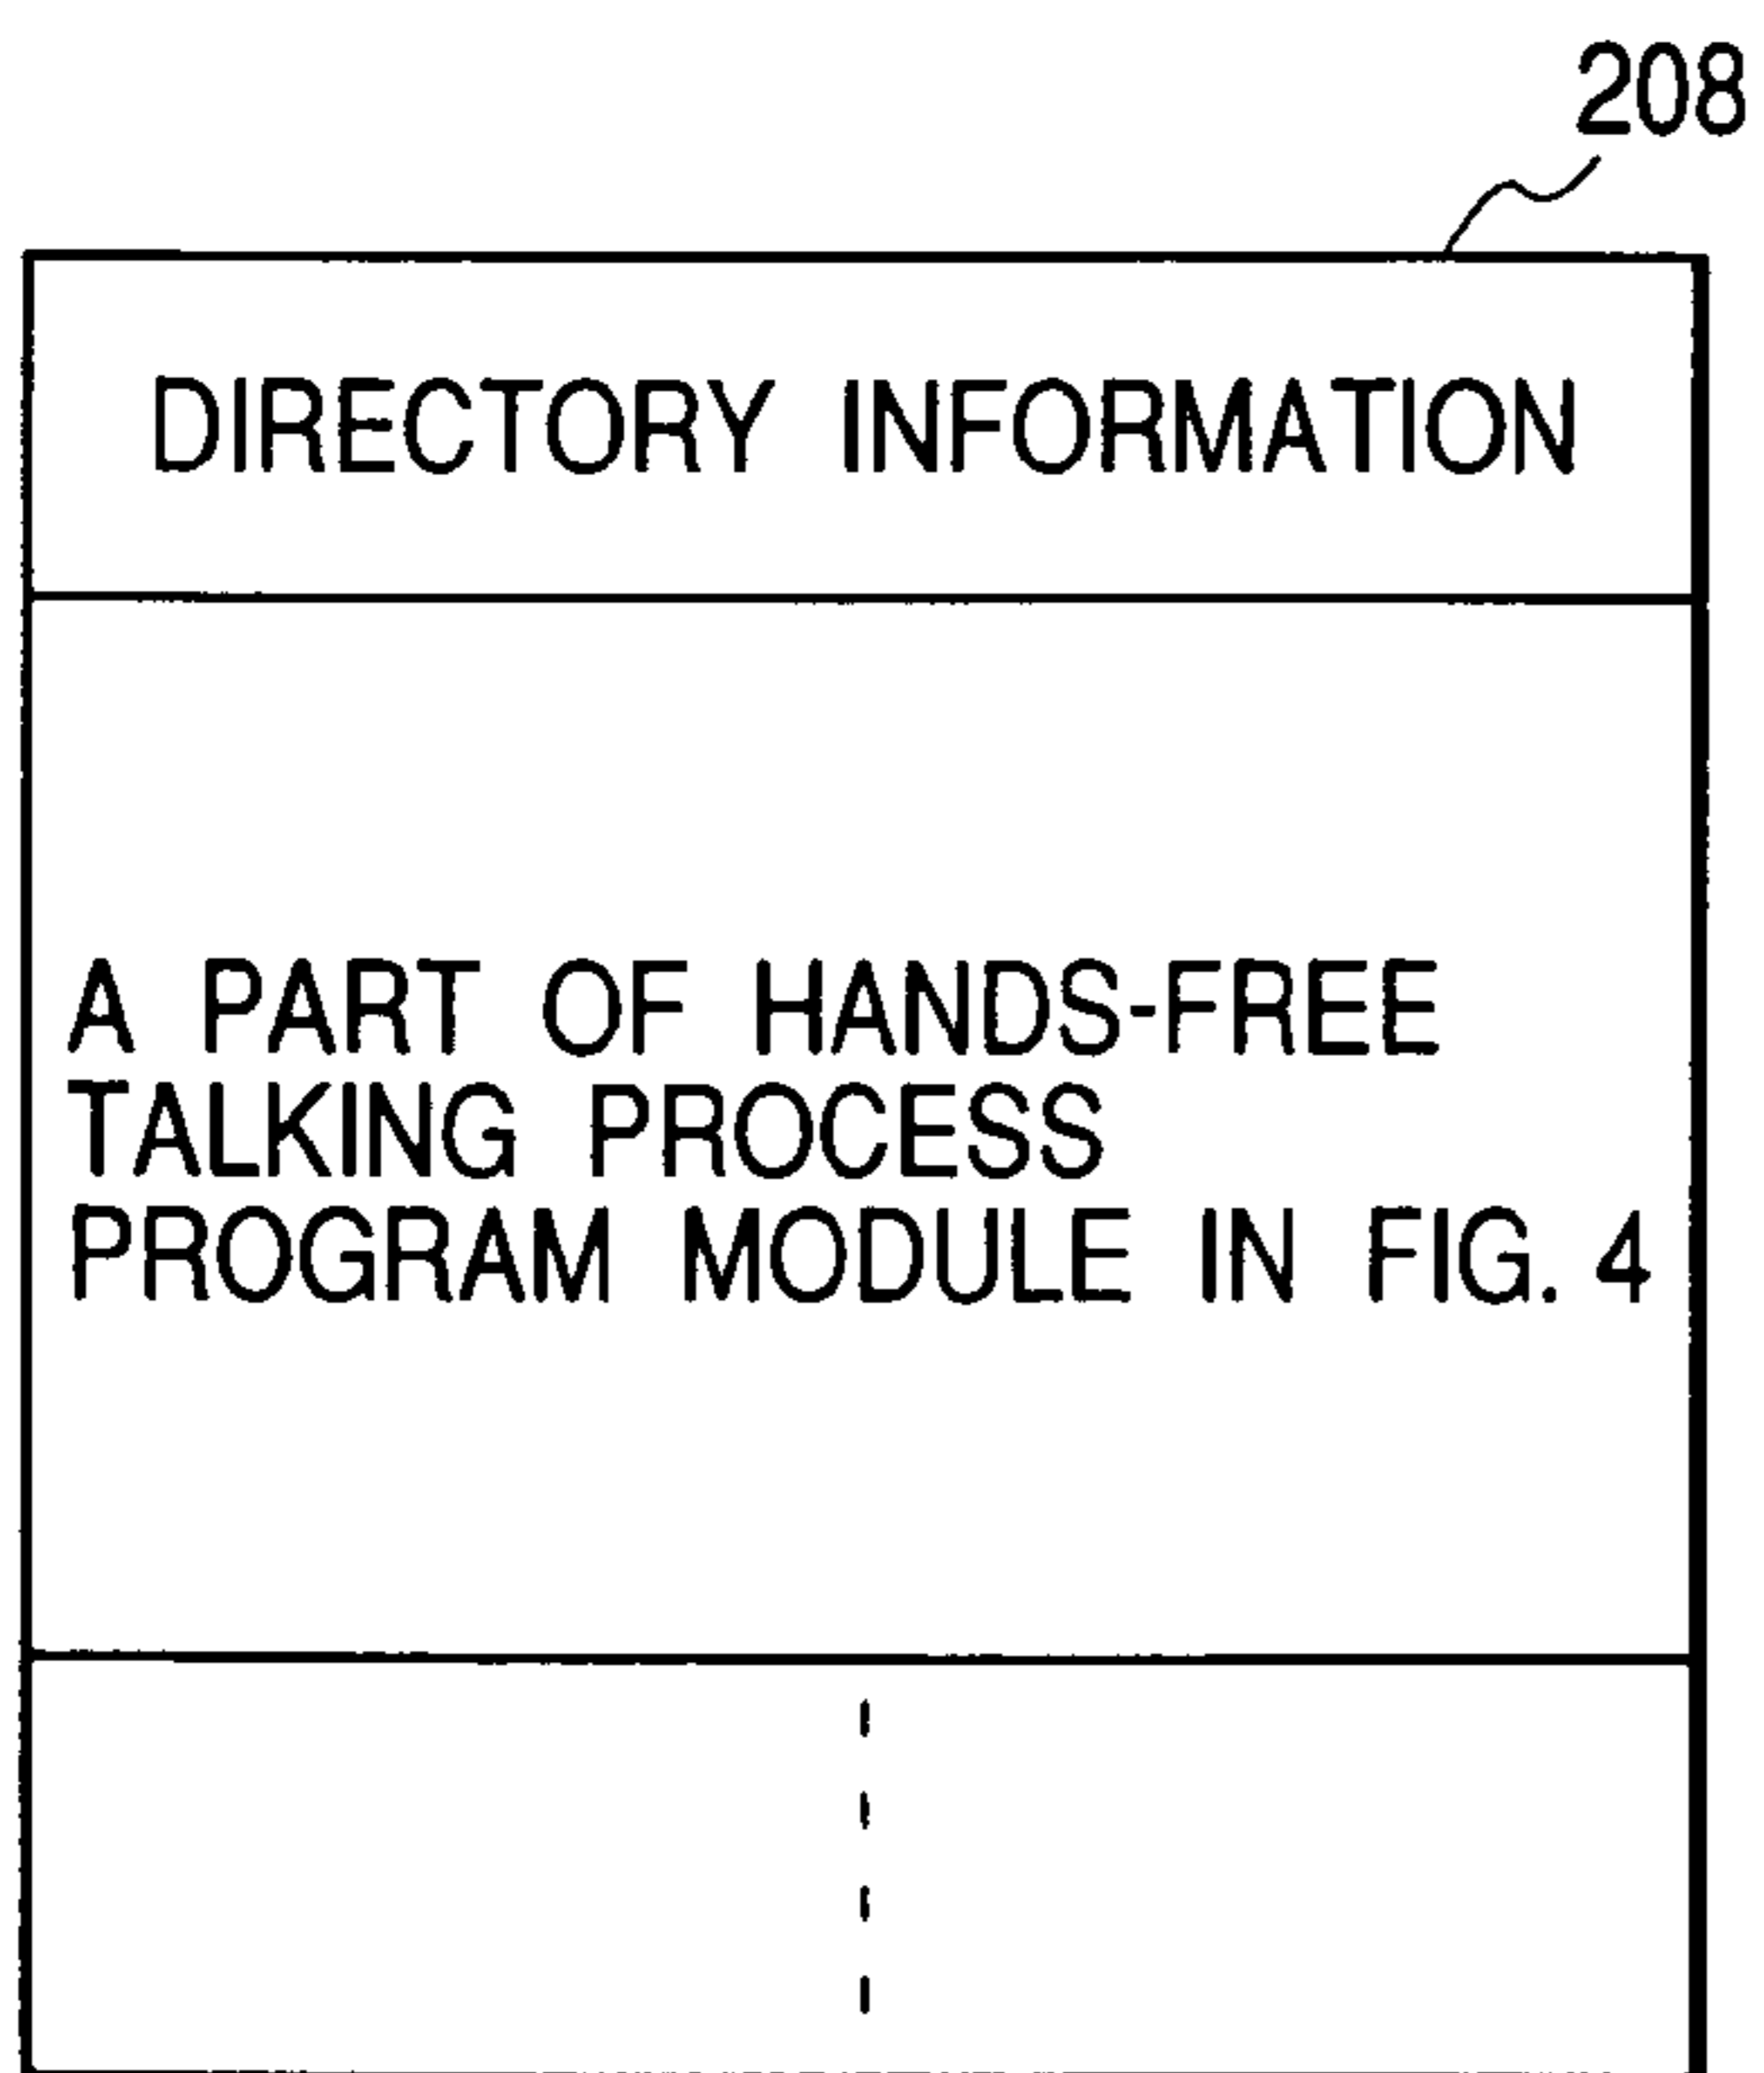 208
DIRECTORY INFORMATION
A PART OF HANDS-FREE
TALKING PROCESS
PROGRAM MODULE IN FIG. 4